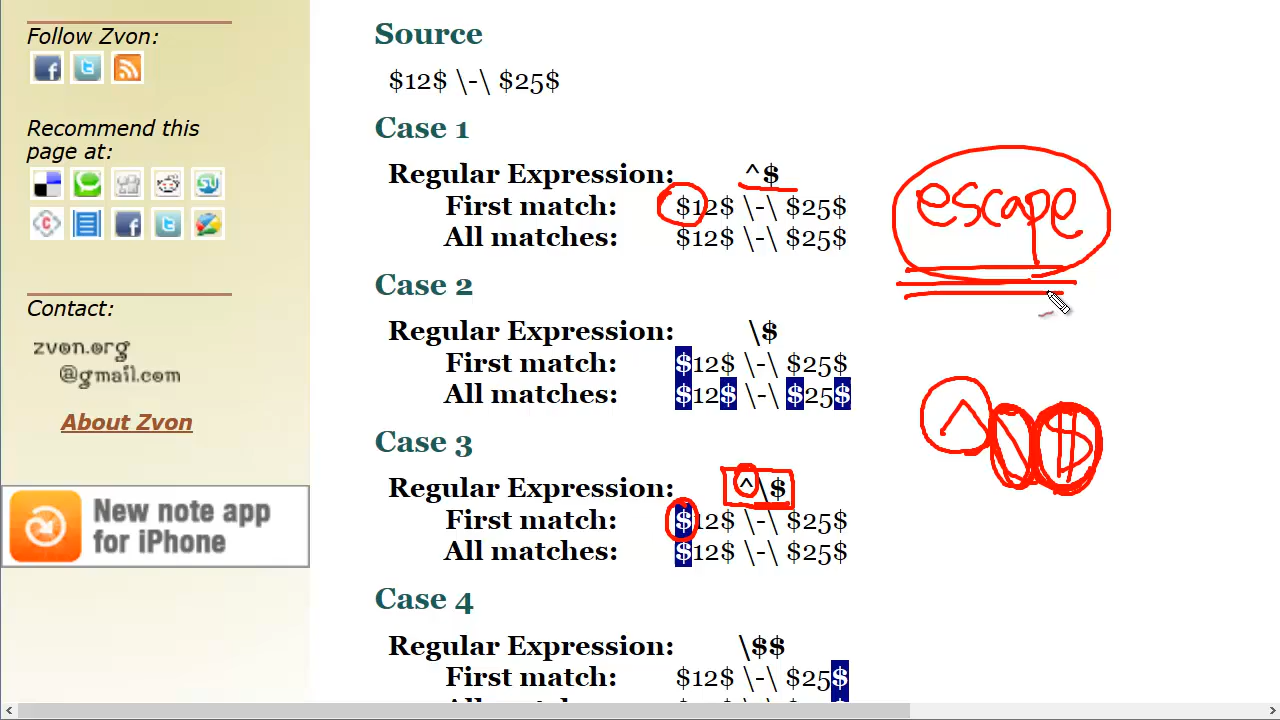 Follow Zvon:
Recommend this
page at:
Contact:
zvon.org
@gmail.com
About Zvon
New note app
for iPhone
Source
$12$ \-\ $25$
Case 1
Regular Expression: ^$
First match: $12$ \-\ $25$
All matches: $12$ \-\ $25$
Case 2
Regular Expression: \$
First match: $12$ \-\ $25$
All matches: $12$ \-\ $25$
Case 3
Regular Expression: ^\$
First match: $12$ \-\ $25$
All matches: $12$ \-\ $25$
Case 4
Regular Expression: \$$
First match: $12$ \-\ $25$
escape
^\$